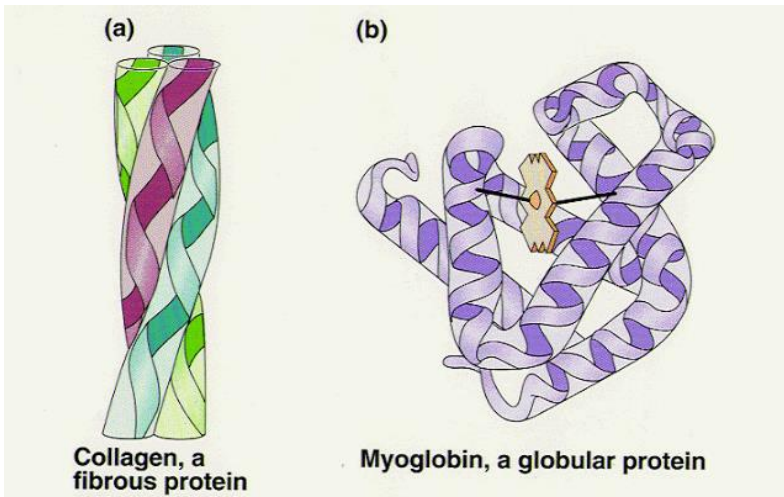 (a)
(b)
Collagen, a
fibrous protein
Myoglobin, a globular protein